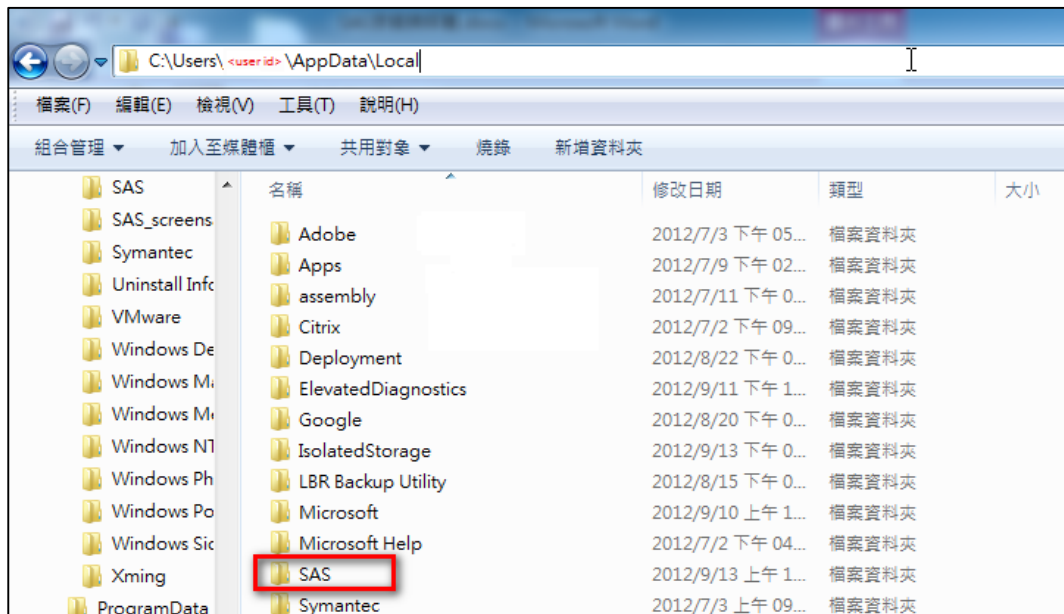 C:\Users\ <user id> \AppData\Local
檔案(F) 編輯(E) 檢視(V) 工具(T) 說明(H)
組合管理 加入至媒體櫃 共用對象 燒錄 新增資料夾
SAS
SAS_screens
Symantec
Uninstall Info
VMware
Windows De
Windows Ma
Windows Me
Windows NT
Windows Ph
Windows Po
Windows Sid
Xming
ProgramData
名稱 修改日期 類型 大小
Adobe 2012/7/3 下午 05... 檔案資料夾
Apps 2012/7/9 下午 02... 檔案資料夾
assembly 2012/7/11 下午 0... 檔案資料夾
Citrix 2012/7/2 下午 09... 檔案資料夾
Deployment 2012/8/22 下午 0... 檔案資料夾
ElevatedDiagnostics 2012/9/11 下午 1... 檔案資料夾
Google 2012/8/20 下午 0... 檔案資料夾
IsolatedStorage 2012/9/13 下午 0... 檔案資料夾
LBR Backup Utility 2012/8/15 下午 0... 檔案資料夾
Microsoft 2012/9/10 上午 1... 檔案資料夾
Microsoft Help 2012/7/2 下午 04... 檔案資料夾
SAS 2012/9/13 上午 1... 檔案資料夾
Symantec 2012/7/3 上午 09... 檔案資料夾